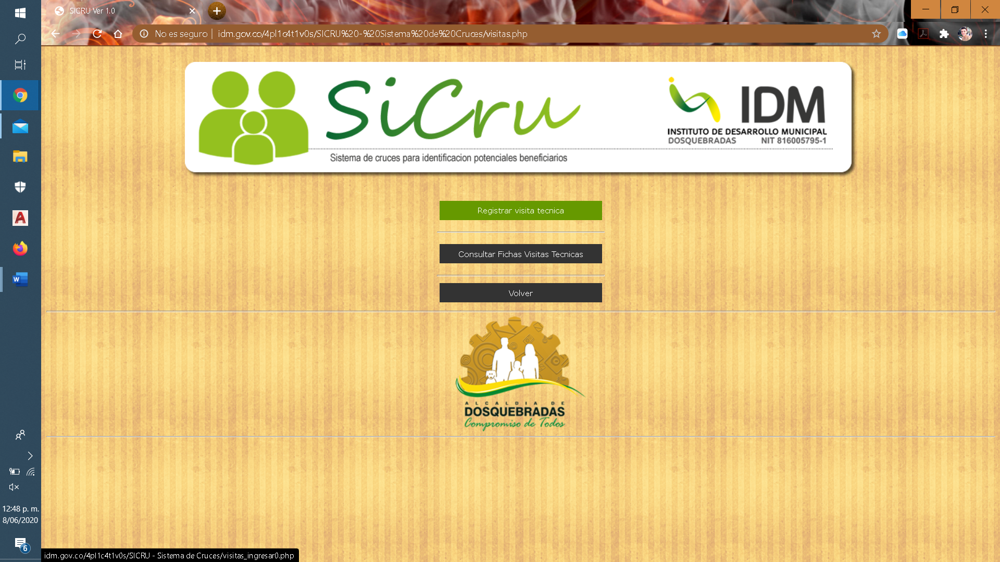 SICRU Ver 1.0
No es seguro | idm.gov.co/4pl1c4t1v0s/SICRU%20-%20Sistema%20de%20Cruces/visitas.php
SiCru
Sistema de cruces para identificacion potenciales beneficiarios
IDM
INSTITUTO DE DESARROLLO MUNICIPAL
DOSQUEBRADAS NIT 816005795-1
Registrar visita tecnica
Consultar Fichas Visitas Tecnicas
Volver
ALCALDIA DE
DOSQUEBRADAS
Compromiso de Todos
12:48 p. m.
8/06/2020
6
idm.gov.co/4pl1c4t1v0s/SICRU - Sistema de Cruces/visitas_ingresar0.php